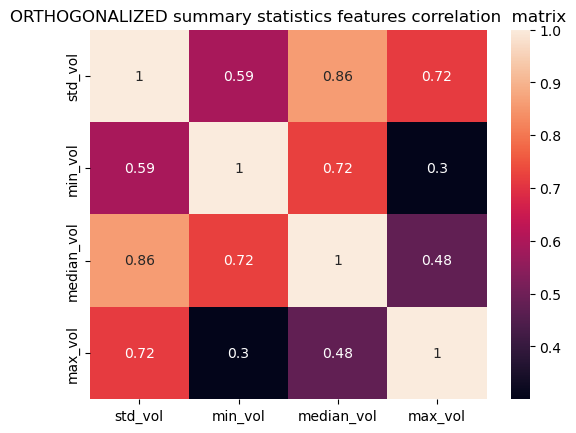 ORTHOGONALIZED summary statistics features correlation  matrix
std_vol 1 0.59 0.86 0.72
min_vol 0.59 1 0.72 0.3
median_vol 0.86 0.72 1 0.48
max_vol 0.72 0.3 0.48 1
std_vol min_vol median_vol max_vol
1.0
0.9
0.8
0.7
0.6
0.5
0.4